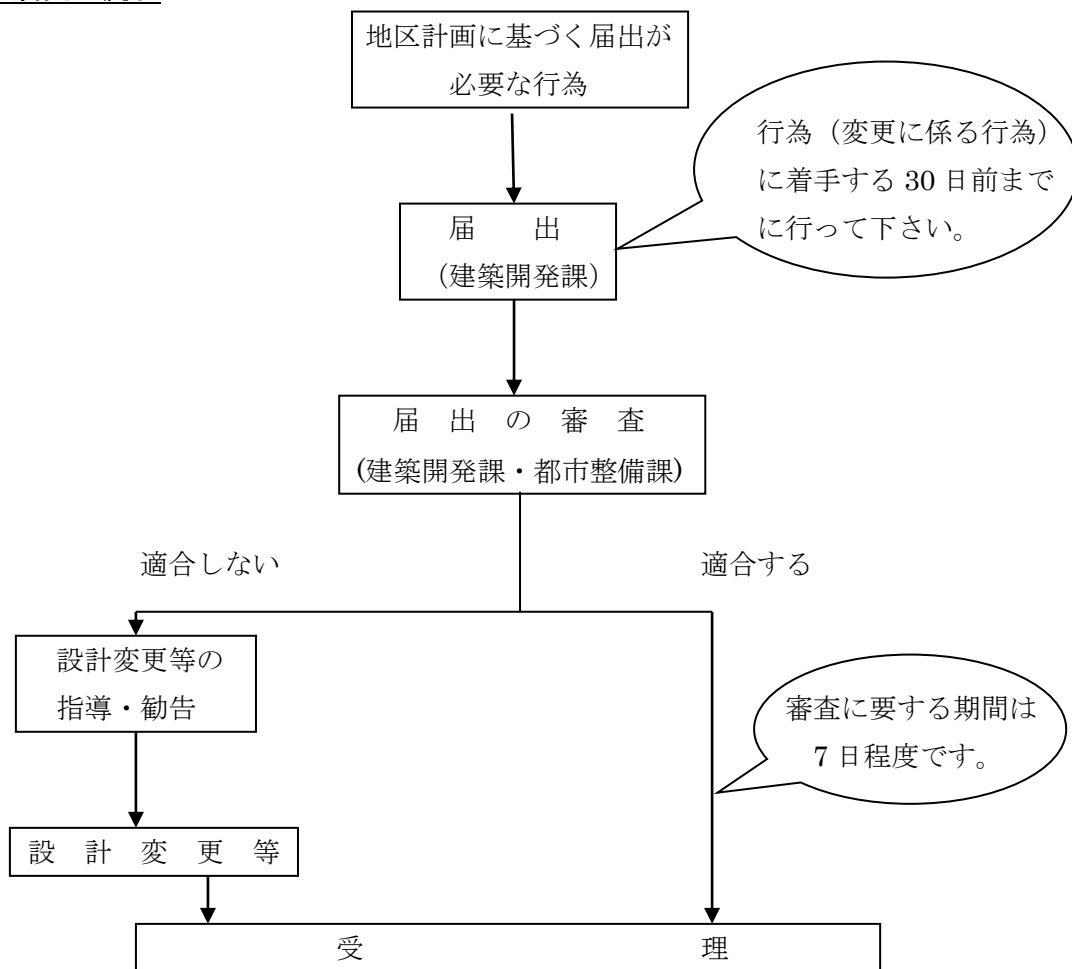 地区計画に基づく届出が
必要な行為
行為(変更に係る行為)
に着手する 30 日前まで
に行って下さい。
届 出
(建築開発課)
届 出 の 審 査
(建築開発課・都市整備課)
適合しない
適合する
設計変更等の
指導・勧告
審査に要する期間は
7 日程度です。
設 計 変 更 等
受 理